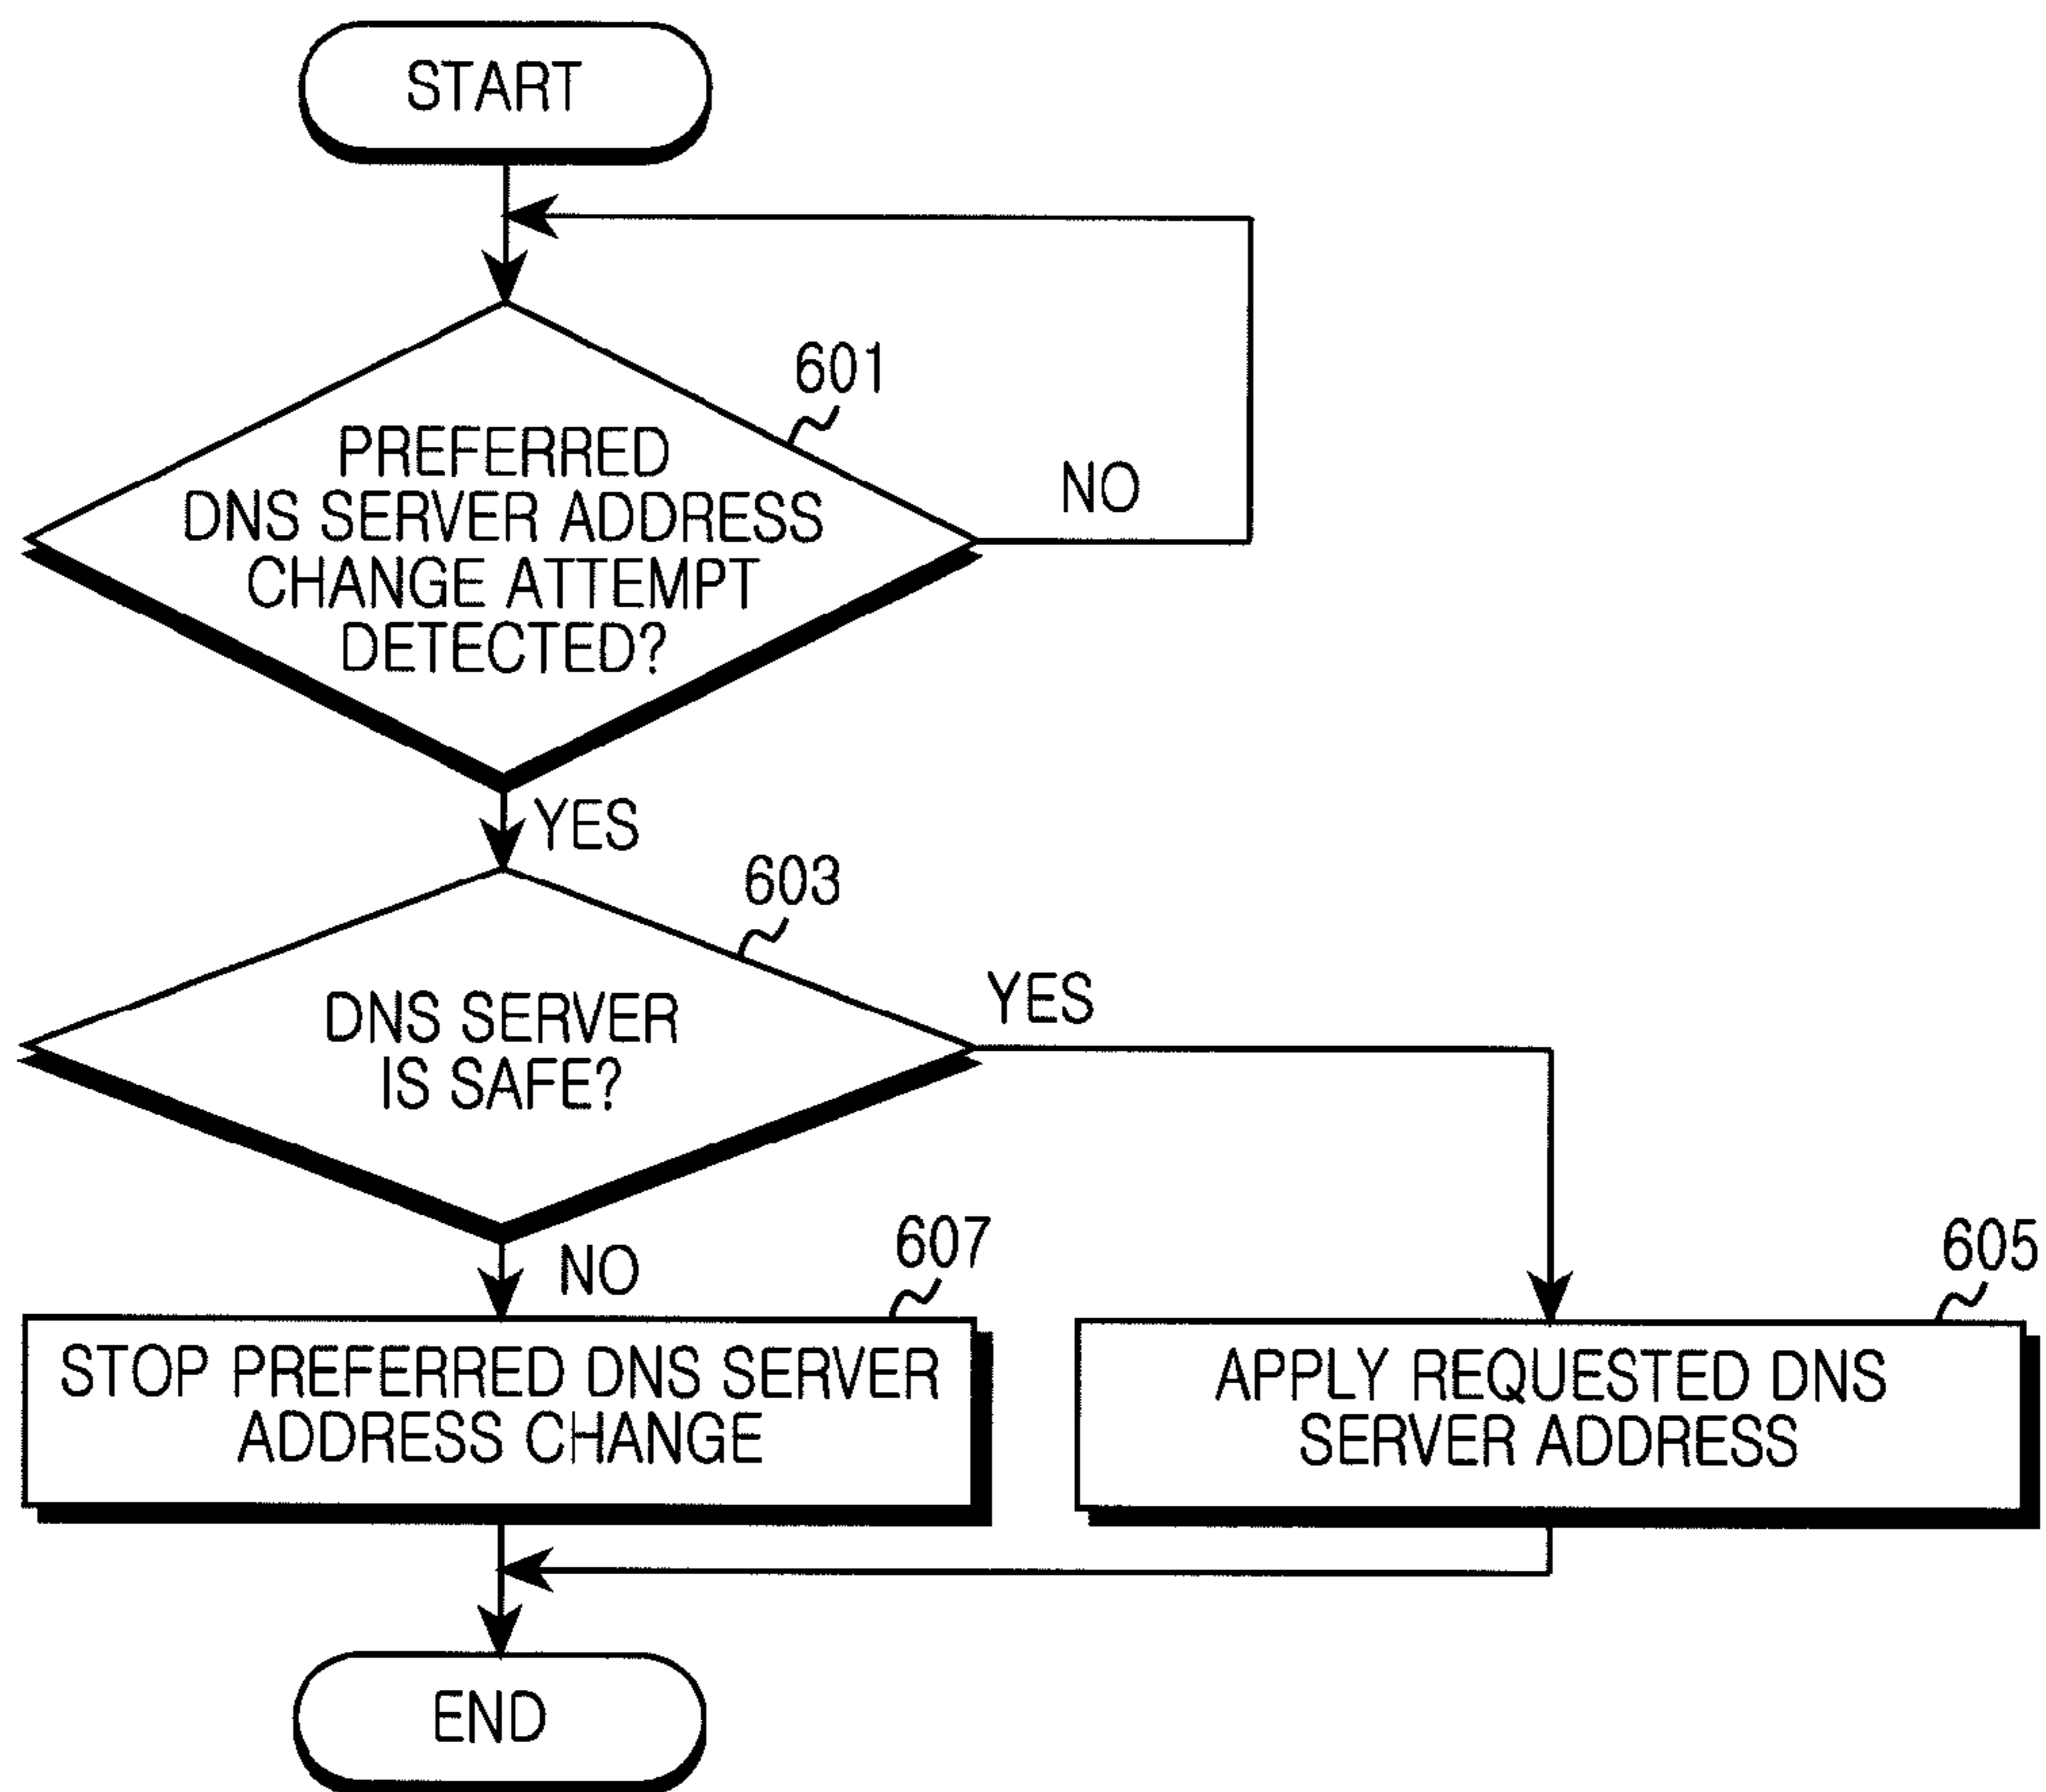 START
601
PREFERRED
DNS SERVER ADDRESS
CHANGE ATTEMPT
DETECTED?
NO
YES
603
DNS SERVER
IS SAFE?
YES
NO
607
STOP PREFERRED DNS SERVER
ADDRESS CHANGE
605
APPLY REQUESTED DNS
SERVER ADDRESS
END